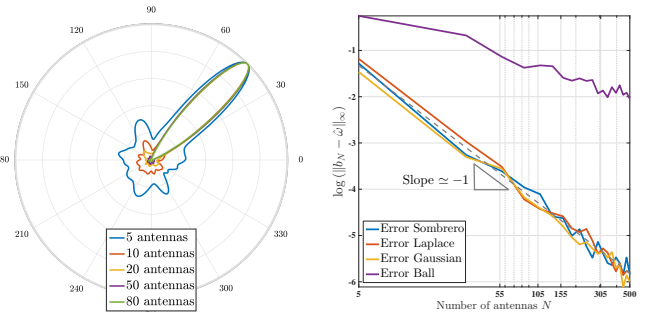 90
120
60
150
30
80
0
210
330
240
300
5 antennas
10 antennas
20 antennas
50 antennas
80 antennas
-1
-2
-3
-4
-5
-6
log (‖b_N − ω̂‖_∞)
Slope ≃ −1
Error Sombrero
Error Laplace
Error Gaussian
Error Ball
5
55
105
155
305
500
Number of antennas N